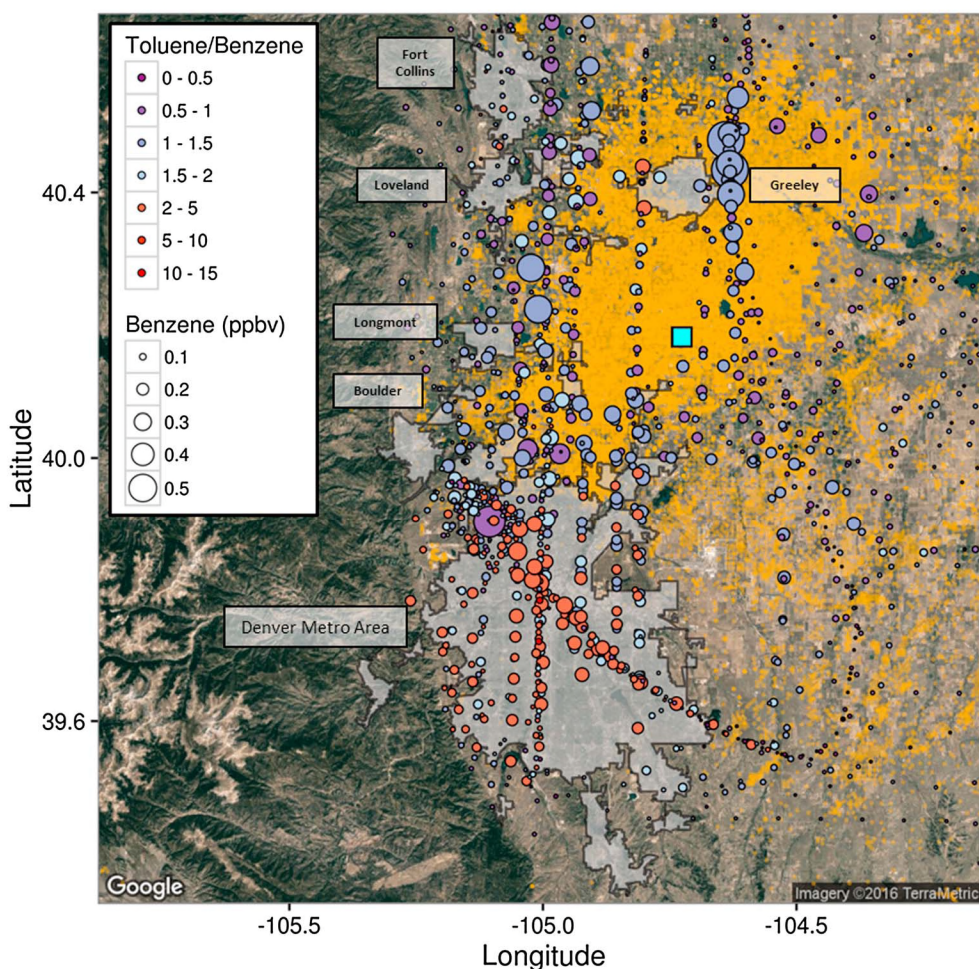 Toluene/Benzene
0 - 0.5
0.5 - 1
1 - 1.5
1.5 - 2
2 - 5
5 - 10
10 - 15
Benzene (ppbv)
0.1
0.2
0.3
0.4
0.5
Fort
Collins
Loveland
Greeley
Longmont
Boulder
Denver Metro Area
40.4
40.0
39.6
Latitude
-105.5
-105.0
-104.5
Longitude
Google
Imagery ©2016 TerraMetric